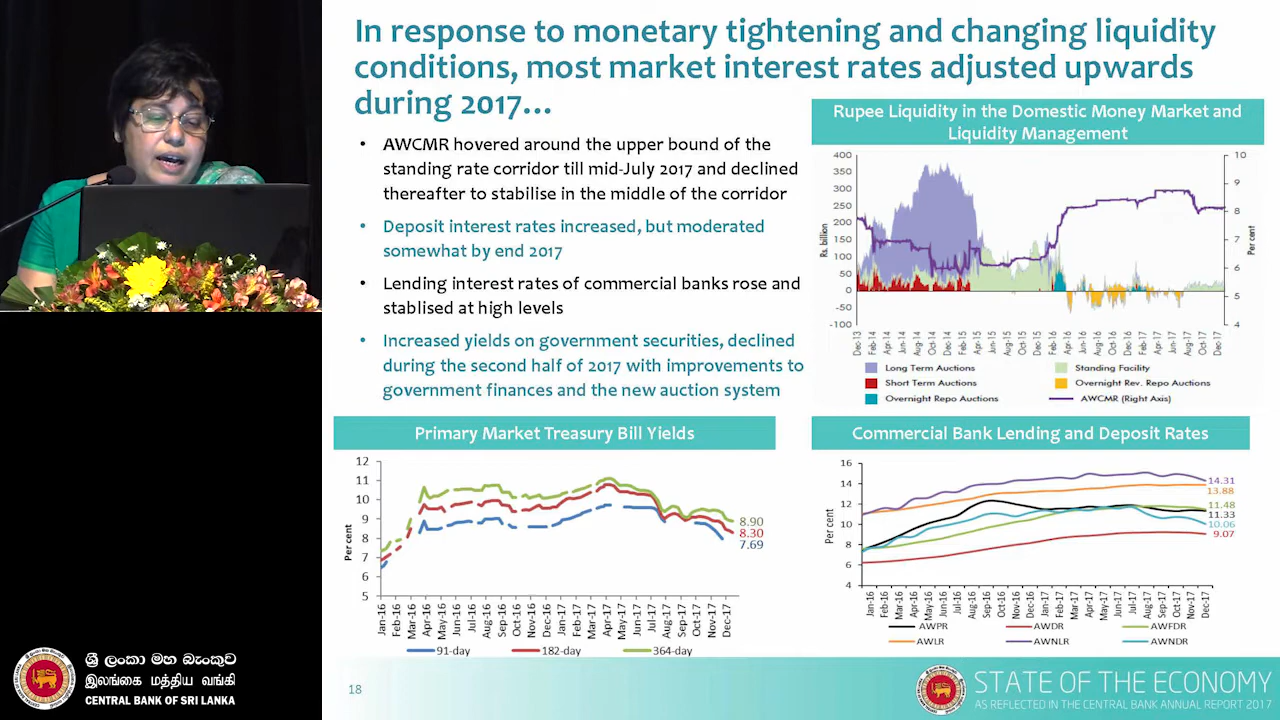 In response to monetary tightening and changing liquidity
conditions, most market interest rates adjusted upwards
during 2017...
• AWCMR hovered around the upper bound of the
standing rate corridor till mid-July 2017 and declined
thereafter to stabilise in the middle of the corridor
• Deposit interest rates increased, but moderated
somewhat by end 2017
• Lending interest rates of commercial banks rose and
stablised at high levels
• Increased yields on government securities, declined
during the second half of 2017 with improvements to
government finances and the new auction system
Rupee Liquidity in the Domestic Money Market and
Liquidity Management
400
350
300
250
200
150
100
50
0
-50
-100
Rs. billion
10
9
8
7
6
5
4
Per cent
Dec-13 Feb-14 Apr-14 Jun-14 Aug-14 Oct-14 Dec-14 Feb-15 Apr-15 Jun-15 Aug-15 Oct-15 Dec-15 Feb-16 Apr-16 Jun-16 Aug-16 Oct-16 Dec-16 Feb-17 Apr-17 Jun-17 Aug-17 Oct-17 Dec-17
Long Term Auctions Standing Facility
Short Term Auctions Overnight Rev. Repo Auctions
Overnight Repo Auctions AWCMR (Right Axis)
Primary Market Treasury Bill Yields
12
11
10
9
8
7
6
5
Per cent
8.90
8.30
7.69
Jan-16 Feb-16 Mar-16 Apr-16 May-16 Jun-16 Jul-16 Aug-16 Sep-16 Oct-16 Nov-16 Dec-16 Jan-17 Feb-17 Mar-17 Apr-17 May-17 Jun-17 Jul-17 Aug-17 Sep-17 Oct-17 Nov-17 Dec-17
91-day 182-day 364-day
Commercial Bank Lending and Deposit Rates
16
14
12
10
8
6
4
Per cent
14.31
13.88
11.48
11.33
10.06
9.07
Jan-16 Feb-16 Mar-16 Apr-16 May-16 Jun-16 Jul-16 Aug-16 Sep-16 Oct-16 Nov-16 Dec-16 Jan-17 Feb-17 Mar-17 Apr-17 May-17 Jun-17 Jul-17 Aug-17 Sep-17 Oct-17 Nov-17 Dec-17
AWPR AWDR AWFDR
AWLR AWNLR AWNDR
ශ්‍රී ලංකා මහ බැංකුව
இலங்கை மத்திய வங்கி
CENTRAL BANK OF SRI LANKA
18
STATE OF THE ECONOMY
AS REFLECTED IN THE CENTRAL BANK ANNUAL REPORT 2017